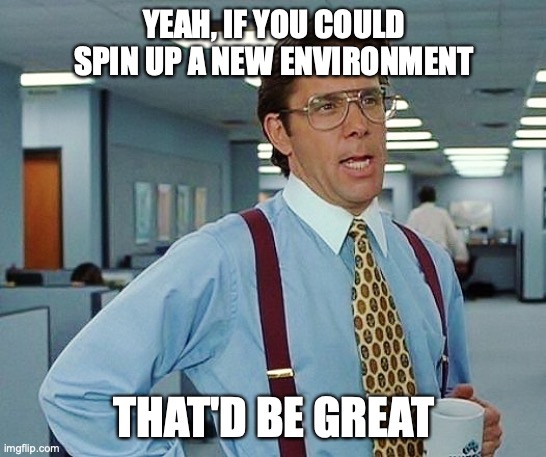 YEAH, IF YOU COULD
SPIN UP A NEW ENVIRONMENT
THAT'D BE GREAT
imgflip.com